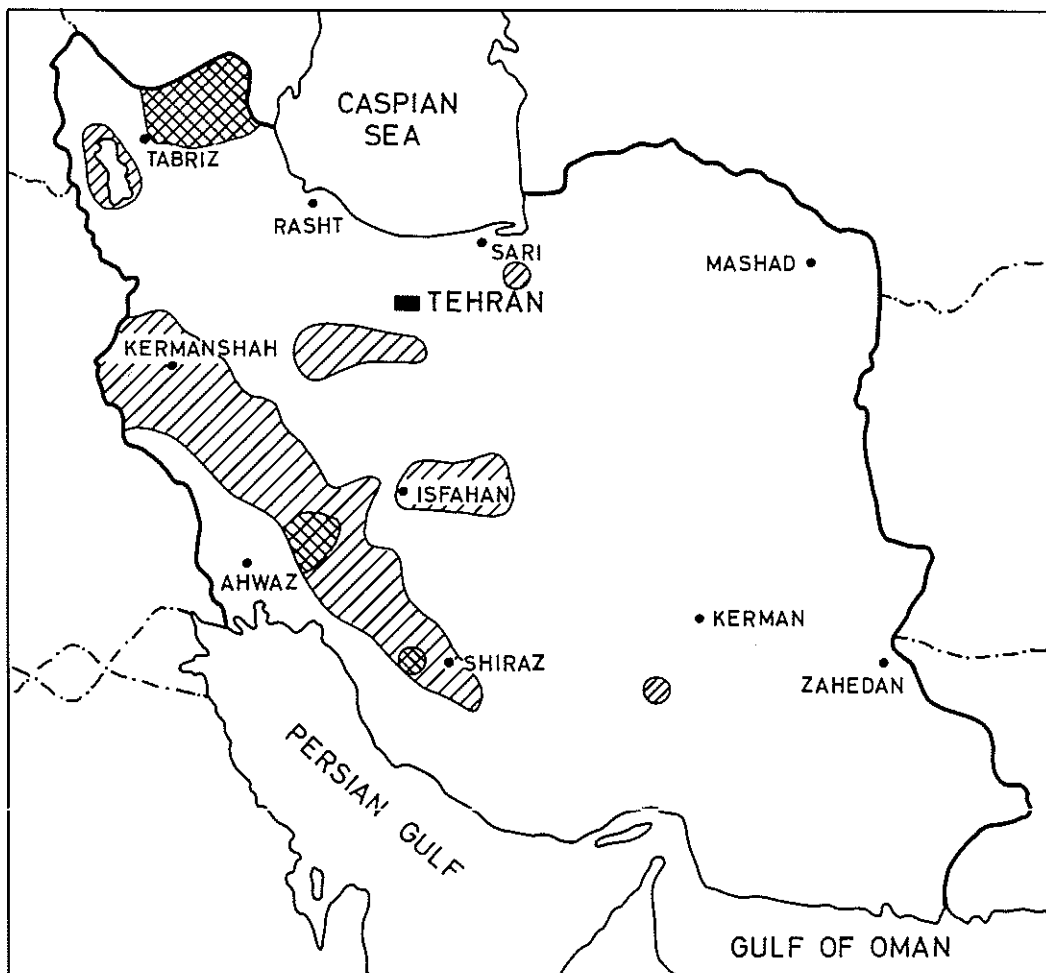 CASPIAN
SEA
TABRIZ
RASHT
SARI
MASHAD
TEHRAN
KERMANSHAH
ISFAHAN
AHWAZ
KERMAN
SHIRAZ
ZAHEDAN
PERSIAN GULF
GULF OF OMAN